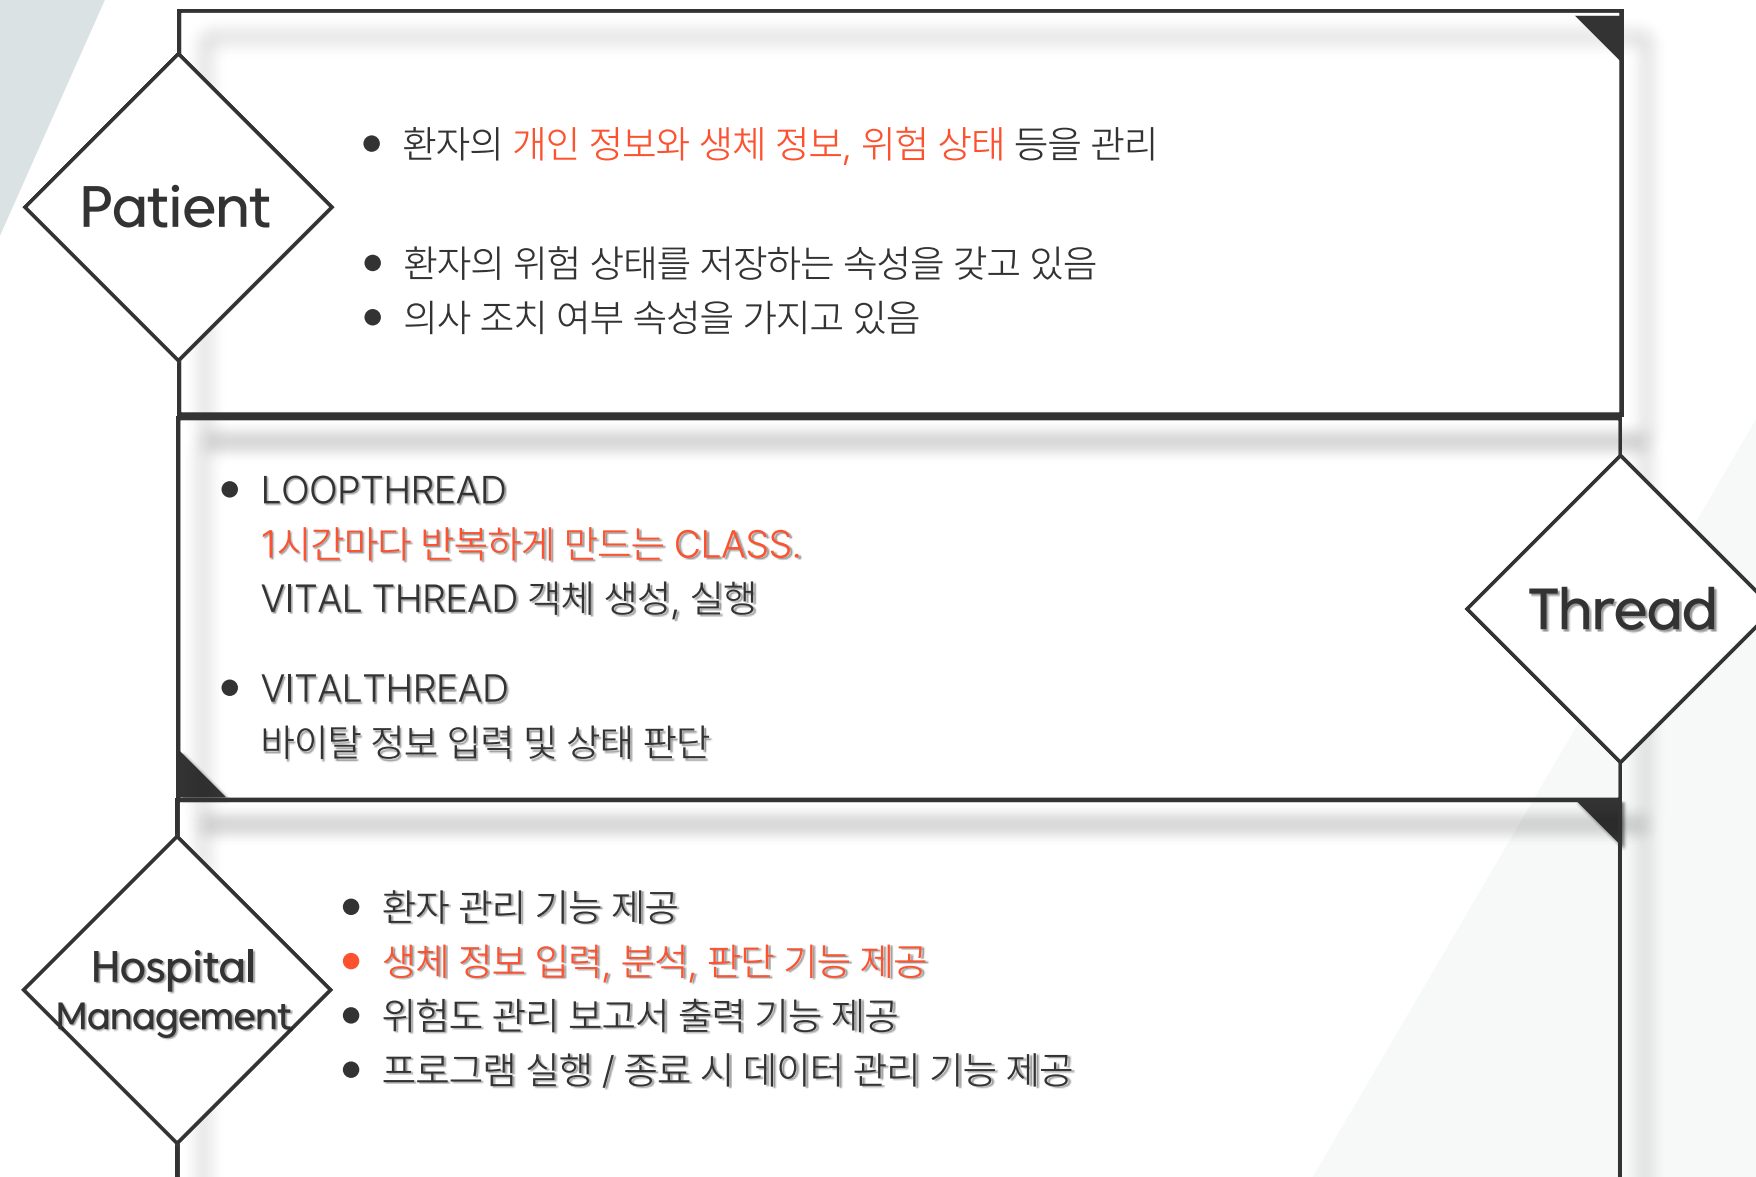 Patient
환자의 개인 정보와 생체 정보, 위험 상태 등을 관리
환자의 위험 상태를 저장하는 속성을 갖고 있음
의사 조치 여부 속성을 가지고 있음
LOOPTHREAD
1시간마다 반복하게 만드는 CLASS.
VITAL THREAD 객체 생성, 실행
VITALTHREAD
바이탈 정보 입력 및 상태 판단
Thread
Hospital
Management
환자 관리 기능 제공
생체 정보 입력, 분석, 판단 기능 제공
위험도 관리 보고서 출력 기능 제공
프로그램 실행 / 종료 시 데이터 관리 기능 제공